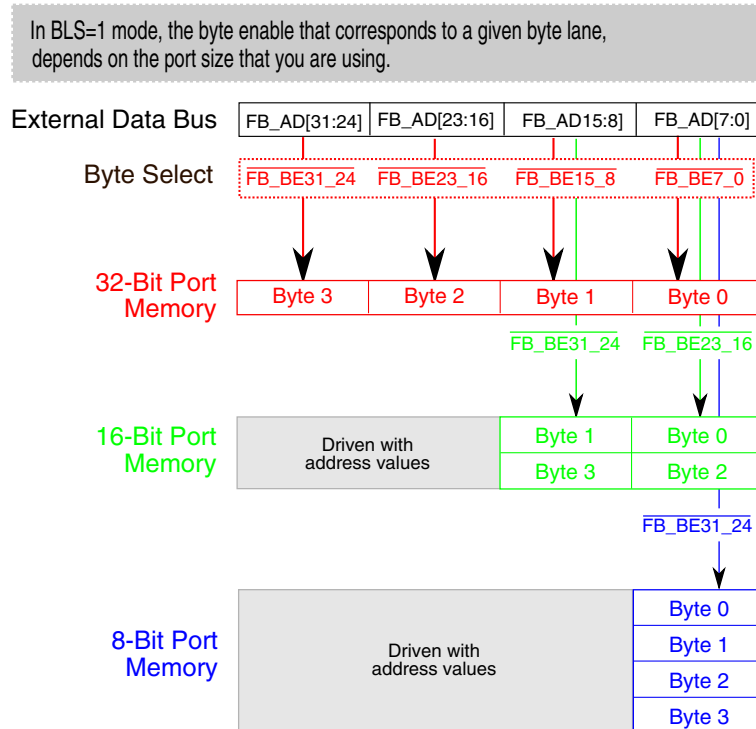 In BLS=1 mode, the byte enable that corresponds to a given byte lane,
depends on the port size that you are using.
External Data Bus FB_AD[31:24] FB_AD[23:16] FB_AD15:8] FB_AD[7:0]
Byte Select FB_BE31_24 FB_BE23_16 FB_BE15_8 FB_BE7_0
32-Bit Port
Memory
Byte 3 Byte 2 Byte 1 Byte 0
FB_BE31_24 FB_BE23_16
16-Bit Port
Memory
Driven with
address values
Byte 1 Byte 0
Byte 3 Byte 2
FB_BE31_24
8-Bit Port
Memory
Driven with
address values
Byte 0
Byte 1
Byte 2
Byte 3